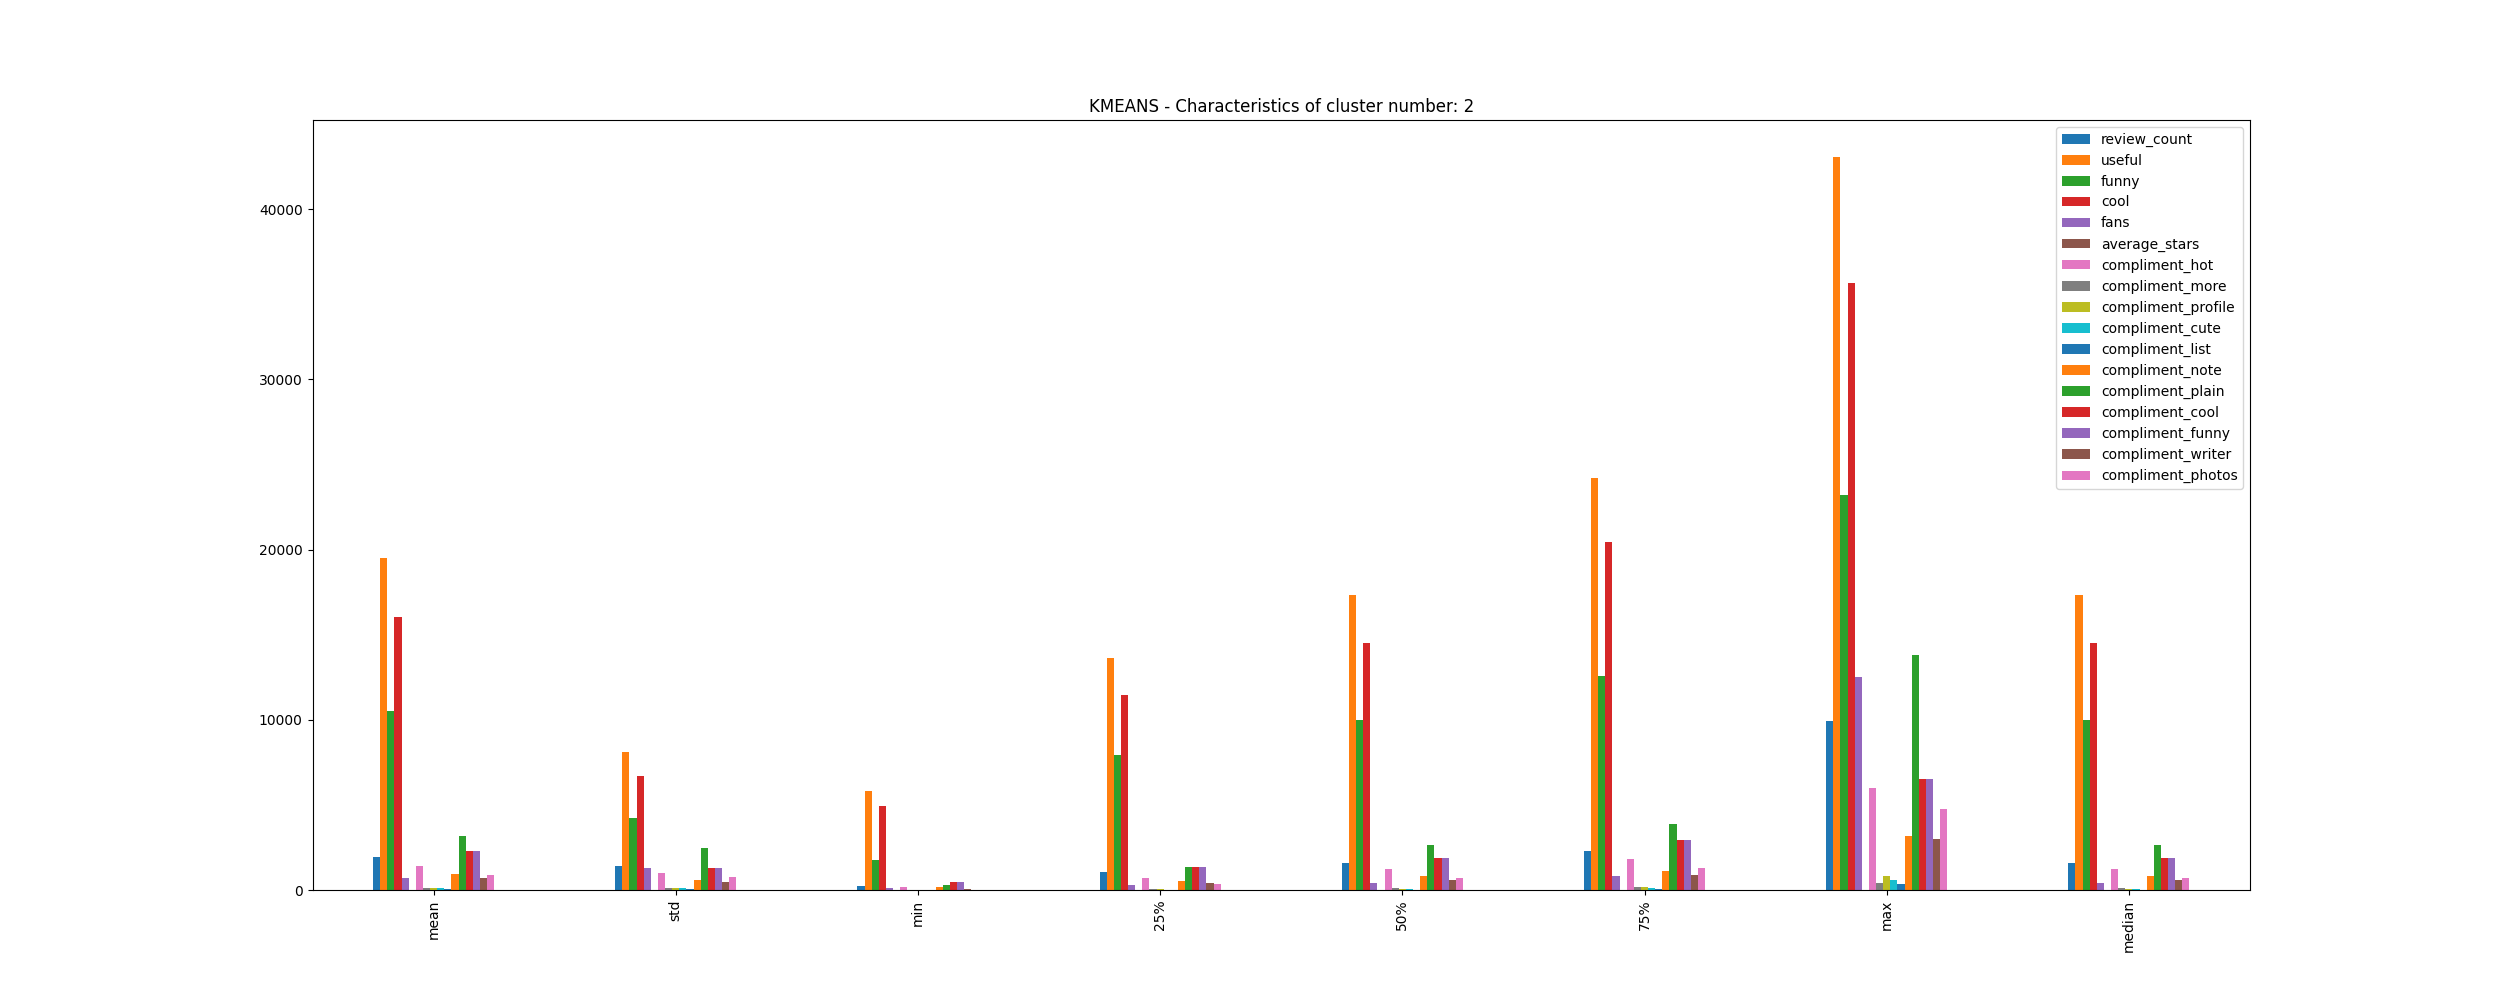 KMEANS - Characteristics of cluster number: 2
40000
30000
20000
10000
0
mean
std
min
25%
50%
75%
max
median
review_count
useful
funny
cool
fans
average_stars
compliment_hot
compliment_more
compliment_profile
compliment_cute
compliment_list
compliment_note
compliment_plain
compliment_cool
compliment_funny
compliment_writer
compliment_photos